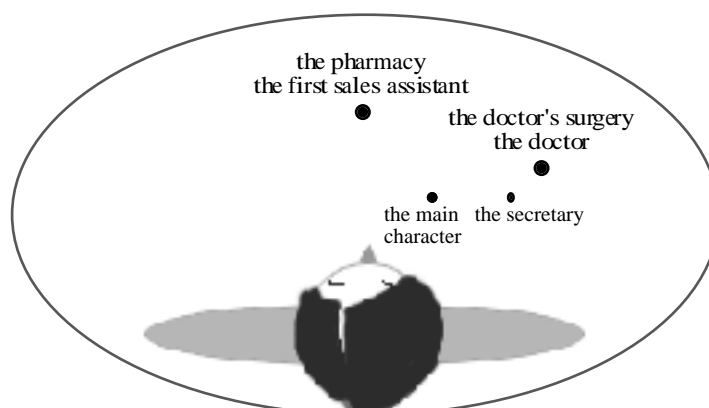 the pharmacy
the first sales assistant
the doctor's surgery
the doctor
the main
character
the secretary